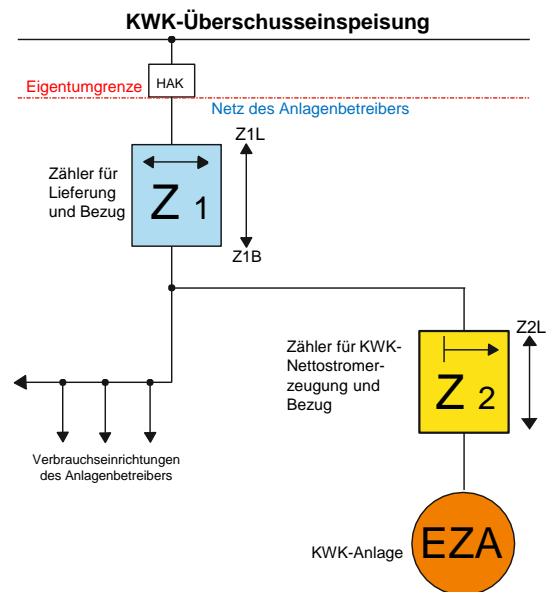 KWK-Überschusseinspeisung
Eigentumgrenze
HAK
Netz des Anlagenbetreibers
Z1L
Zähler für
Lieferung
und Bezug
Z 1
Z1B
Z2L
Zähler für KWK-
Nettostromer-
zeugung und
Bezug
Z 2
Verbrauchseinrichtungen
des Anlagenbetreibers
KWK-Anlage
EZA